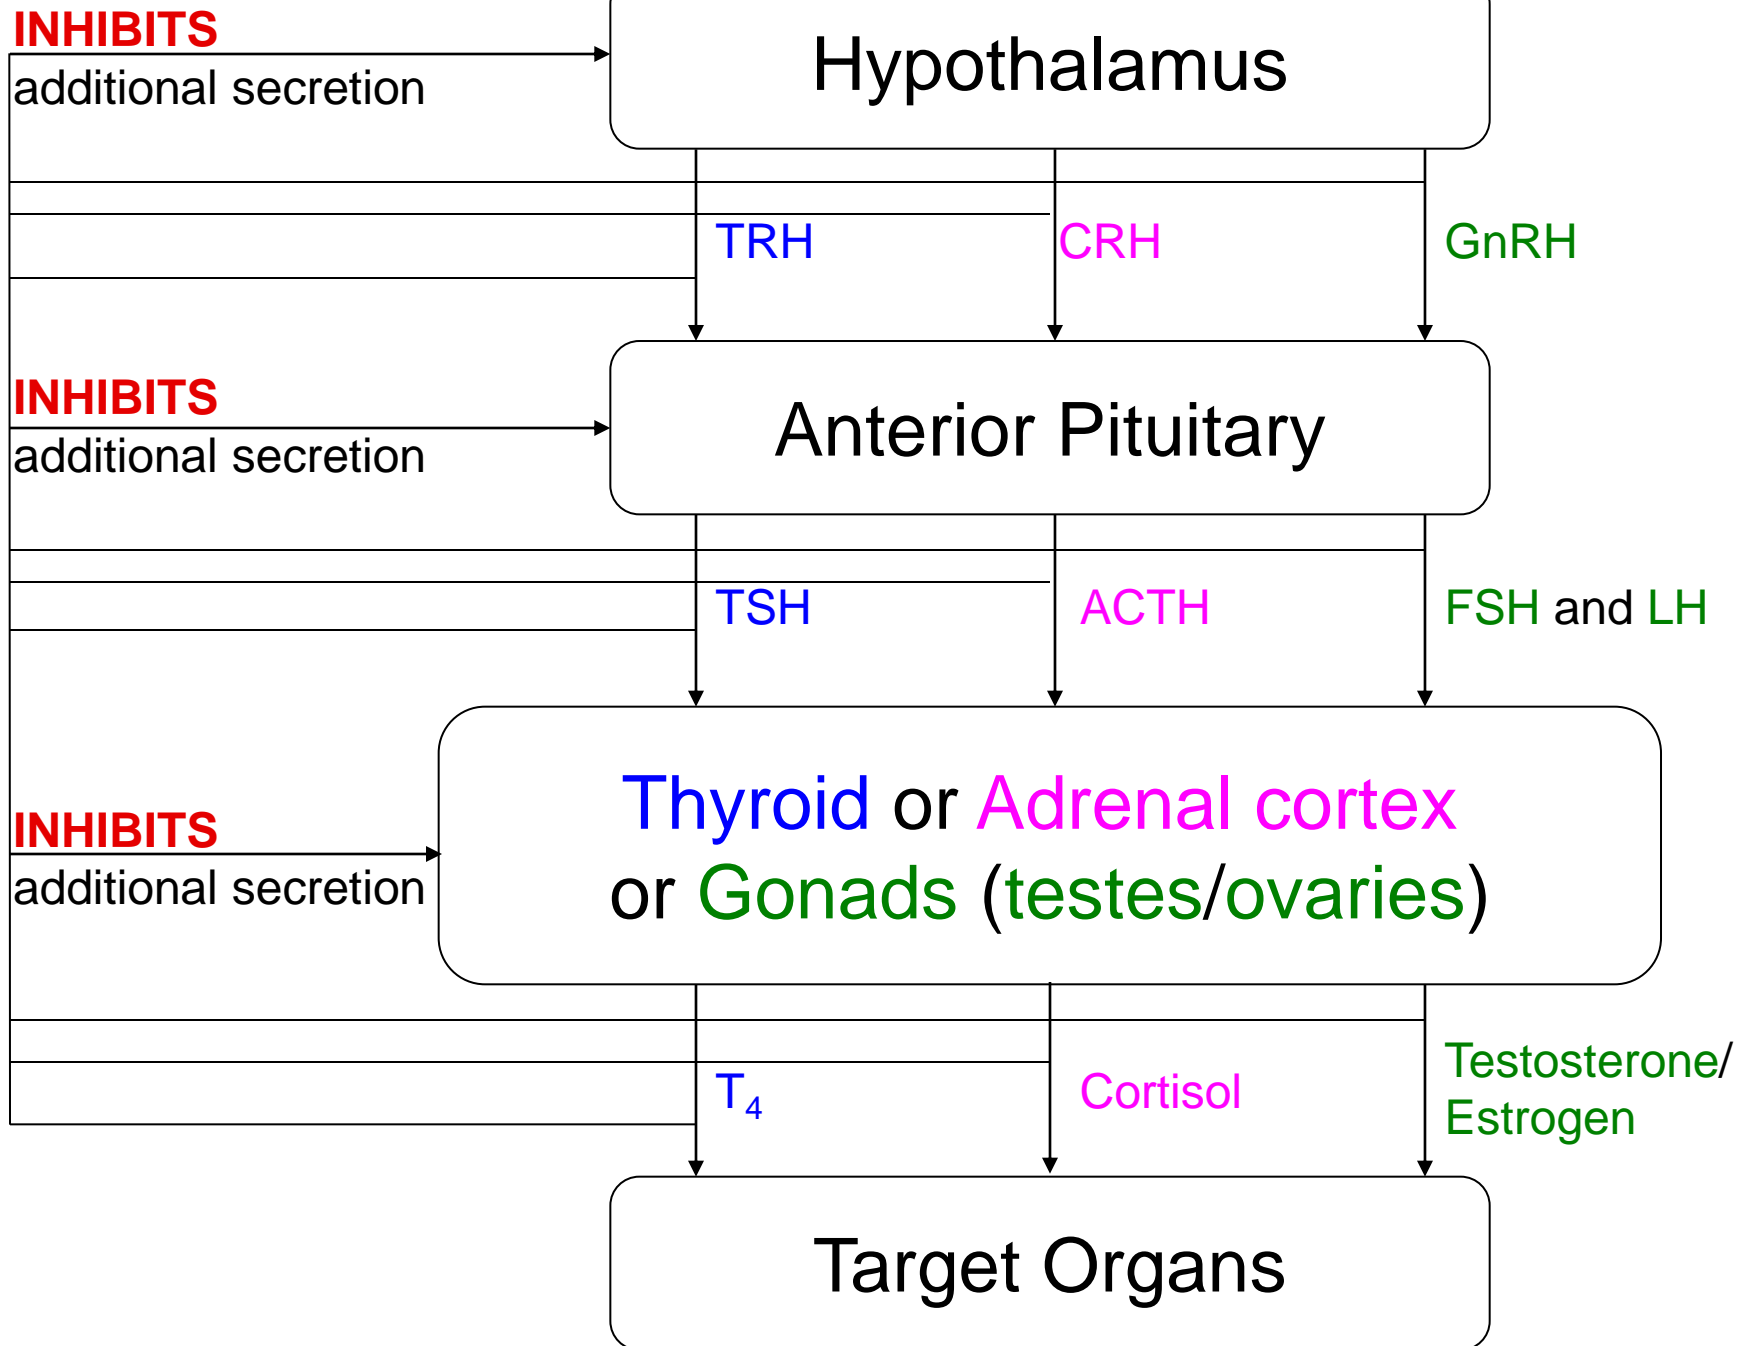 INHIBITS
additional secretion
Hypothalamus
TRH
CRH
GnRH
INHIBITS
additional secretion
Anterior Pituitary
TSH
ACTH
FSH and LH
INHIBITS
additional secretion
Thyroid or Adrenal cortex
or Gonads (testes/ovaries)
T₄
Cortisol
Testosterone/
Estrogen
Target Organs